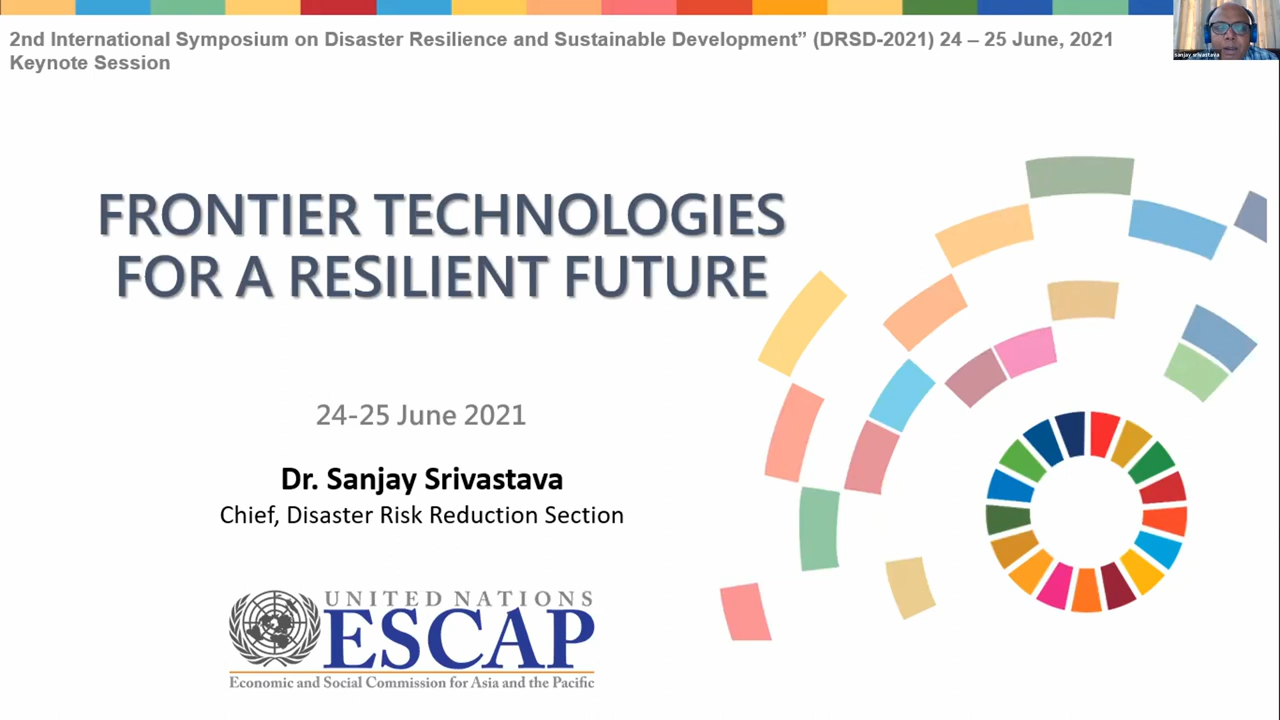 2nd International Symposium on Disaster Resilience and Sustainable Development” (DRSD-2021) 24 – 25 June, 2021
Keynote Session
sanjay srivastava
FRONTIER TECHNOLOGIES
FOR A RESILIENT FUTURE
24-25 June 2021
Dr. Sanjay Srivastava
Chief, Disaster Risk Reduction Section
UNITED NATIONS
ESCAP
Economic and Social Commission for Asia and the Pacific